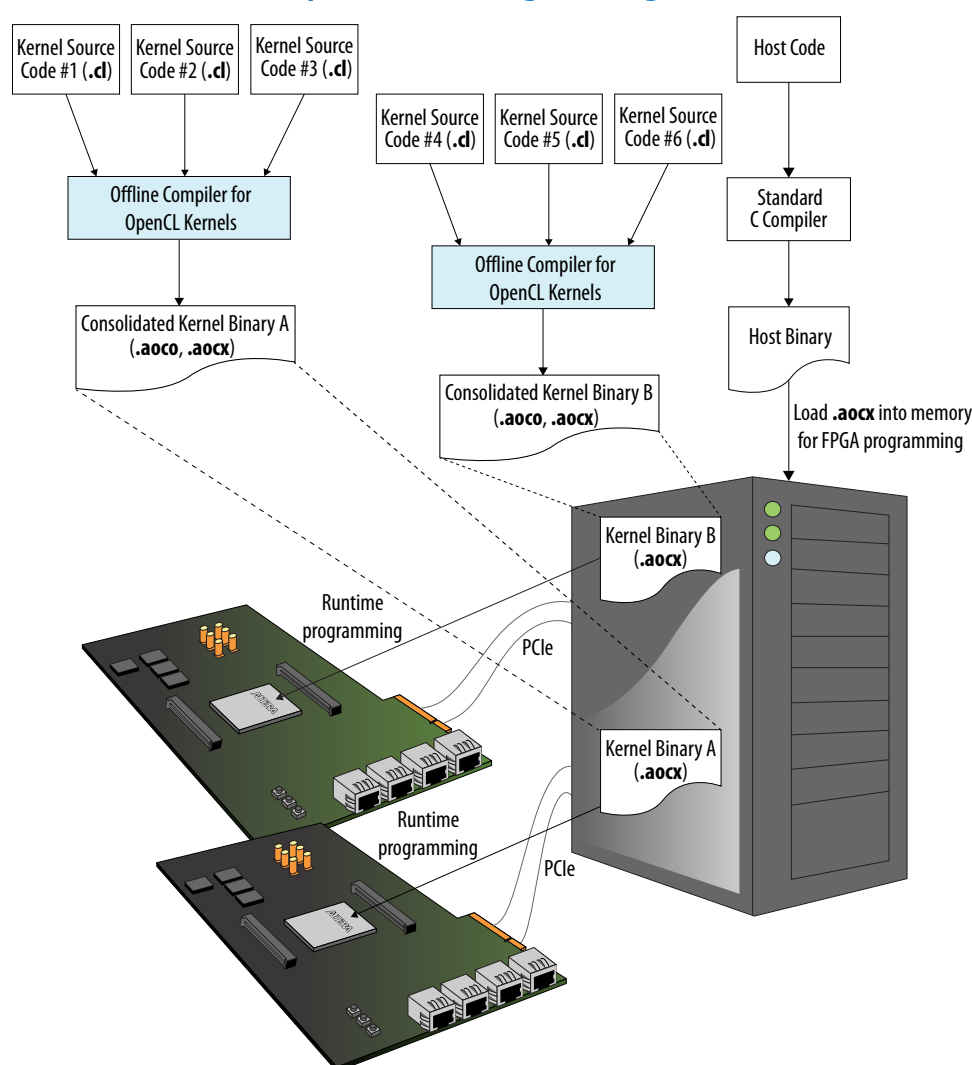 Kernel Source
Code #1 (.cl)
Kernel Source
Code #2 (.cl)
Kernel Source
Code #3 (.cl)
Host Code
Kernel Source
Code #4 (.cl)
Kernel Source
Code #5 (.cl)
Kernel Source
Code #6 (.cl)
Offline Compiler for
OpenCL Kernels
Standard
C Compiler
Offline Compiler for
OpenCL Kernels
Consolidated Kernel Binary A
(.aoco, .aocx)
Host Binary
Consolidated Kernel Binary B
(.aoco, .aocx)
Load .aocx into memory
for FPGA programming
Kernel Binary B
(.aocx)
Runtime
programming
PCIe
ALTERA
Kernel Binary A
(.aocx)
Runtime
programming
PCIe
ALTERA